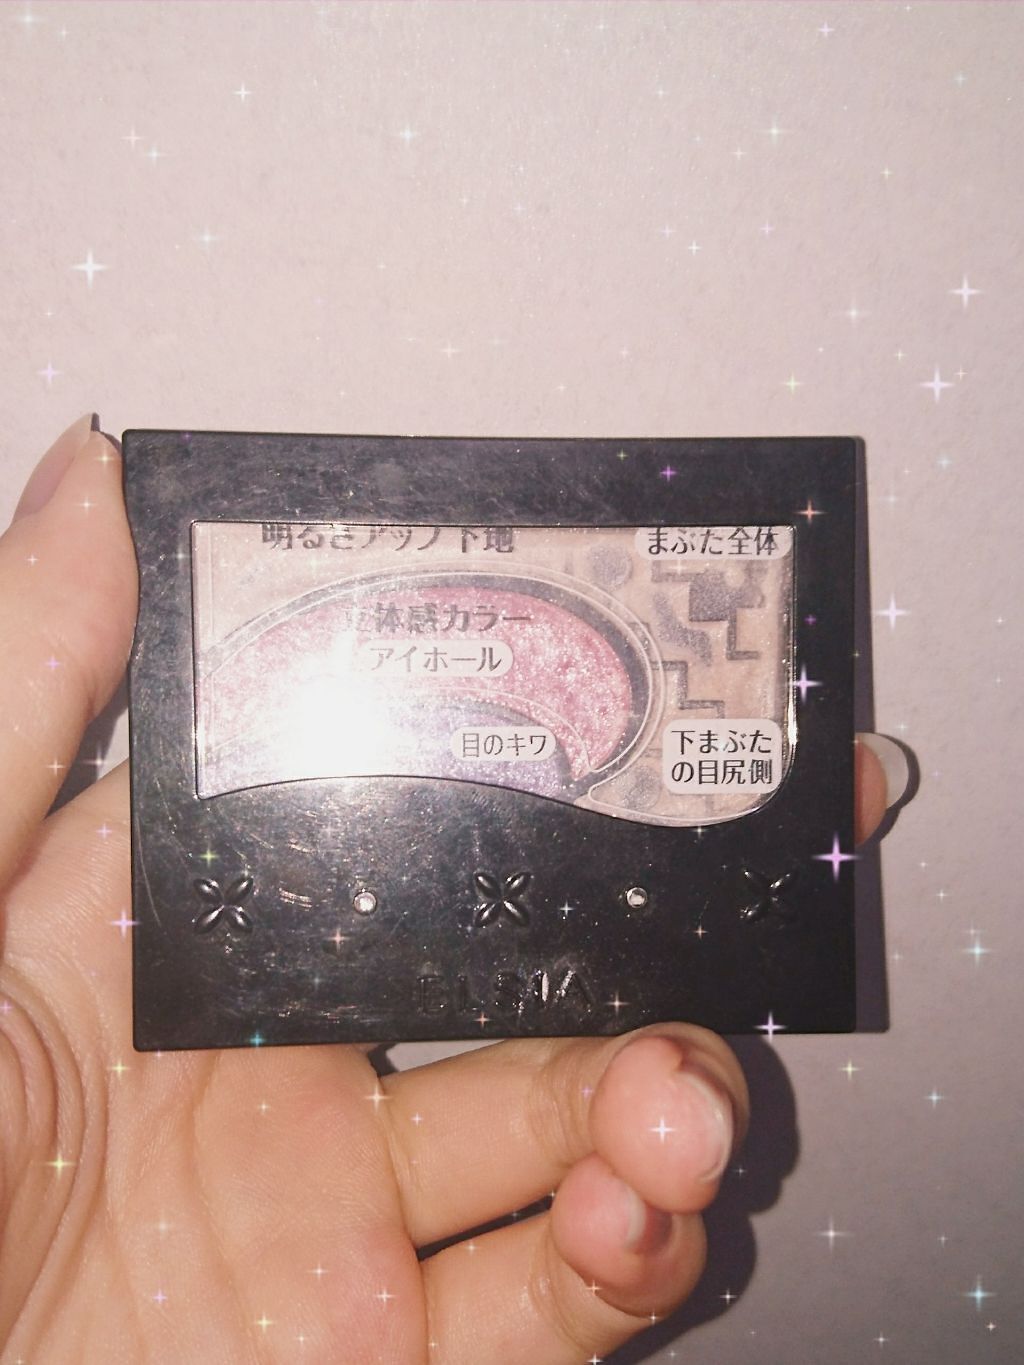 明るさアップ下地
まぶた全体
立体感カラー
アイホール
目のキワ
下まぶた
の目尻側
ELSIA